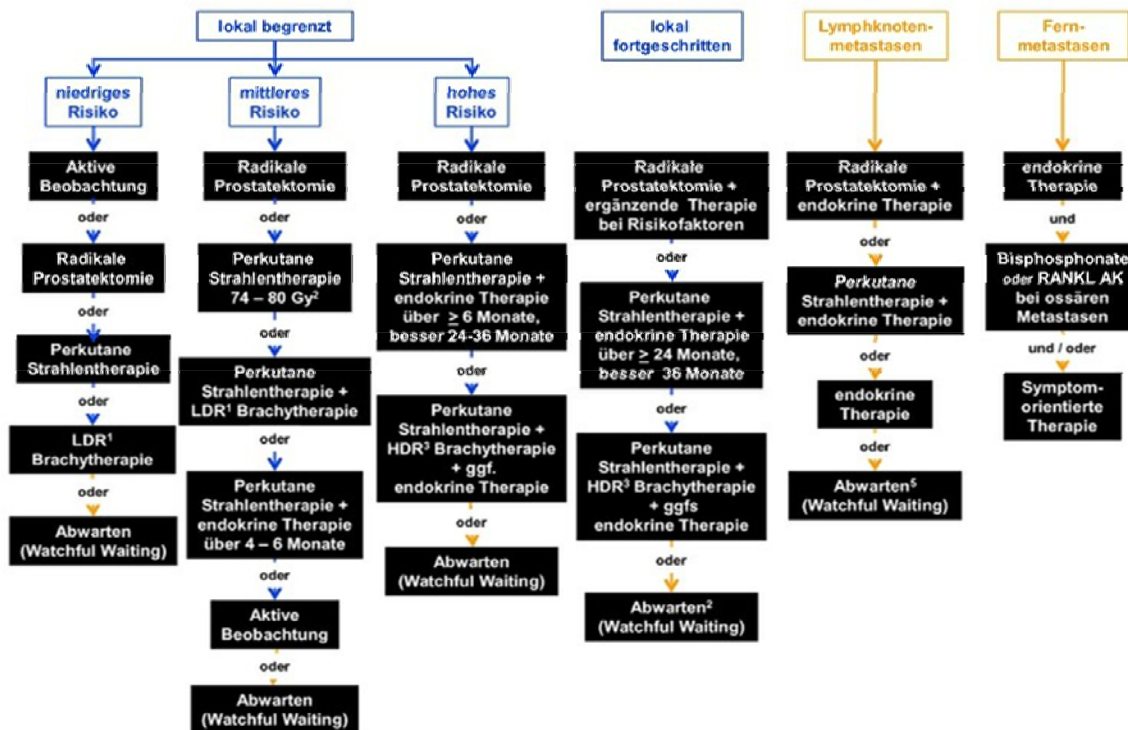 lokal begrenzt
niedriges
Risiko
Aktive
Beobachtung
oder
Radikale
Prostatektomie
oder
Perkutane
Strahlentherapie
oder
LDR¹
Brachytherapie
oder
Abwarten
(Watchful Waiting)
mittleres
Risiko
Radikale
Prostatektomie
oder
Perkutane
Strahlentherapie
74 – 80 Gy²
oder
Perkutane
Strahlentherapie +
LDR¹ Brachytherapie
oder
Perkutane
Strahlentherapie +
endokrine Therapie
über 4 – 6 Monate
oder
Aktive
Beobachtung
oder
Abwarten
(Watchful Waiting)
hohes
Risiko
Radikale
Prostatektomie
oder
Perkutane
Strahlentherapie +
endokrine Therapie
über ≥ 6 Monate,
besser 24-36 Monate
oder
Perkutane
Strahlentherapie +
HDR³ Brachytherapie
+ ggf.
endokrine Therapie
oder
Abwarten
(Watchful Waiting)
lokal
fortgeschritten
Radikale
Prostatektomie +
ergänzende Therapie
bei Risikofaktoren
oder
Perkutane
Strahlentherapie +
endokrine Therapie
über ≥ 24 Monate,
besser 36 Monate
oder
Perkutane
Strahlentherapie +
HDR³ Brachytherapie
+ ggfs
endokrine Therapie
oder
Abwarten²
(Watchful Waiting)
Lymphknoten-
metastasen
Radikale
Prostatektomie +
endokrine Therapie
oder
Perkutane
Strahlentherapie +
endokrine Therapie
oder
endokrine
Therapie
oder
Abwarten⁵
(Watchful Waiting)
Fern-
metastasen
endokrine
Therapie
und
Bisphosphonate
oder RANKL AK
bei ossären
Metastasen
und / oder
Symptom-
orientierte
Therapie